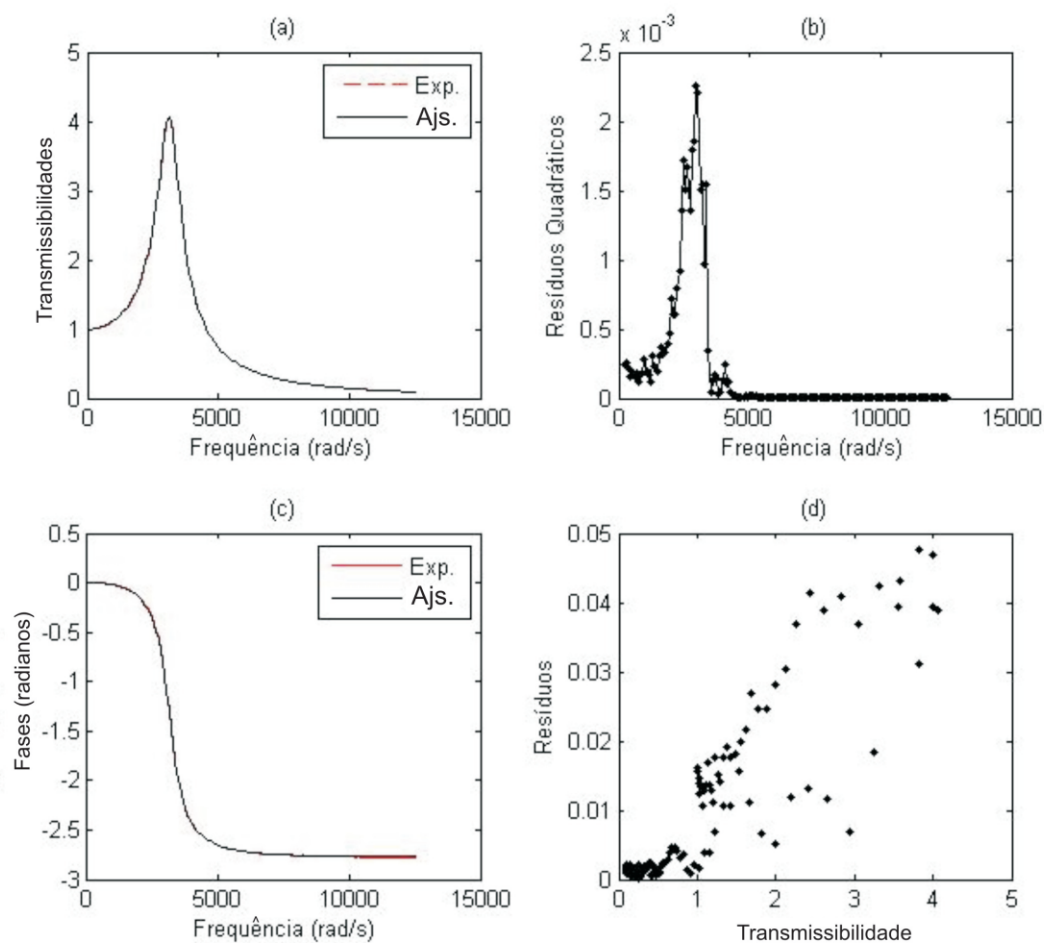 (a)
5
4
3
2
1
0
Transmissibilidades
Exp.
Ajs.
0 5000 10000 15000
Frequência (rad/s)
(b)
x 10⁻³
2.5
2
1.5
1
0.5
0
Resíduos Quadráticos
0 5000 10000 15000
Frequência (rad/s)
(c)
0.5
0
-0.5
-1
-1.5
-2
-2.5
-3
Fases (radianos)
Exp.
Ajs.
0 5000 10000 15000
Frequência (rad/s)
(d)
0.05
0.04
0.03
0.02
0.01
0
Resíduos
0 1 2 3 4 5
Transmissibilidade